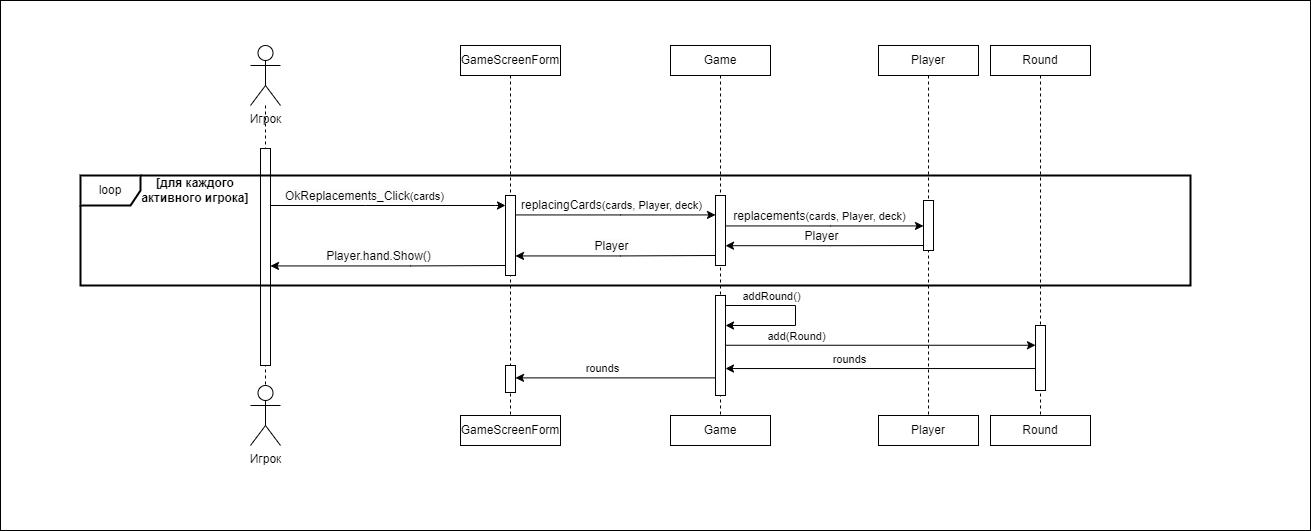 GameScreenForm
Game
Player
Round
Игрок
loop
[для каждого
активного игрока]
OkReplacements_Click(cards)
replacingCards(cards, Player, deck)
replacements(cards, Player, deck)
Player
Player
Player.hand.Show()
addRound()
add(Round)
rounds
rounds
GameScreenForm
Game
Player
Round
Игрок